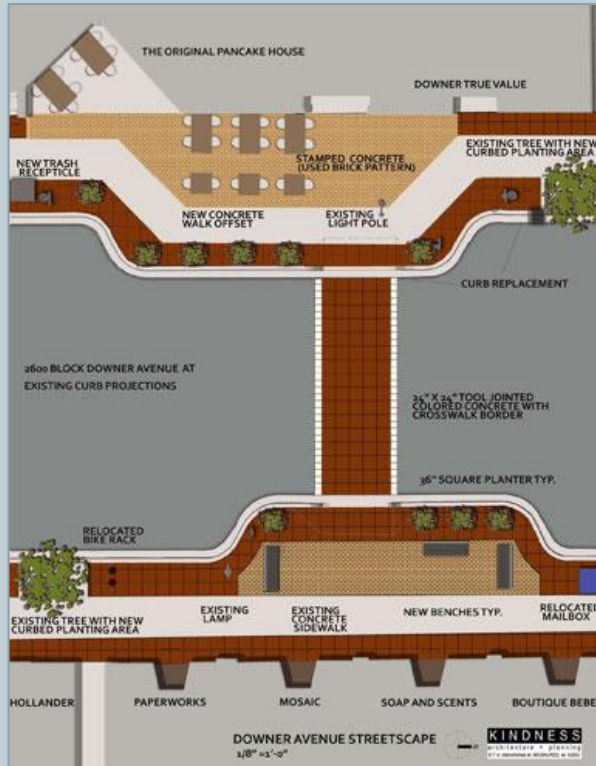 THE ORIGINAL PANCAKE HOUSE
DOWNER TRUE VALUE
NEW TRASH
RECEPTICLE
STAMPED CONCRETE
(USED BRICK PATTERN)
EXISTING TREE WITH NEW
CURBED PLANTING AREA
NEW CONCRETE
WALK OFFSET
EXISTING
LIGHT POLE
CURB REPLACEMENT
2600 BLOCK DOWNER AVENUE AT
EXISTING CURB PROJECTIONS
24" X 24" TOOL JOINTED
COLORED CONCRETE WITH
CROSSWALK BORDER
36" SQUARE PLANTER TYP.
RELOCATED
BIKE RACK
EXISTING TREE WITH NEW
CURBED PLANTING AREA
EXISTING
LAMP
EXISTING
CONCRETE
SIDEWALK
NEW BENCHES TYP.
RELOCATED
MAILBOX
HOLLANDER
PAPERWORKS
MOSAIC
SOAP AND SCENTS
BOUTIQUE BEBE
DOWNER AVENUE STREETSCAPE
1/8" =1'-0"
KINDNESS
architecture + planning